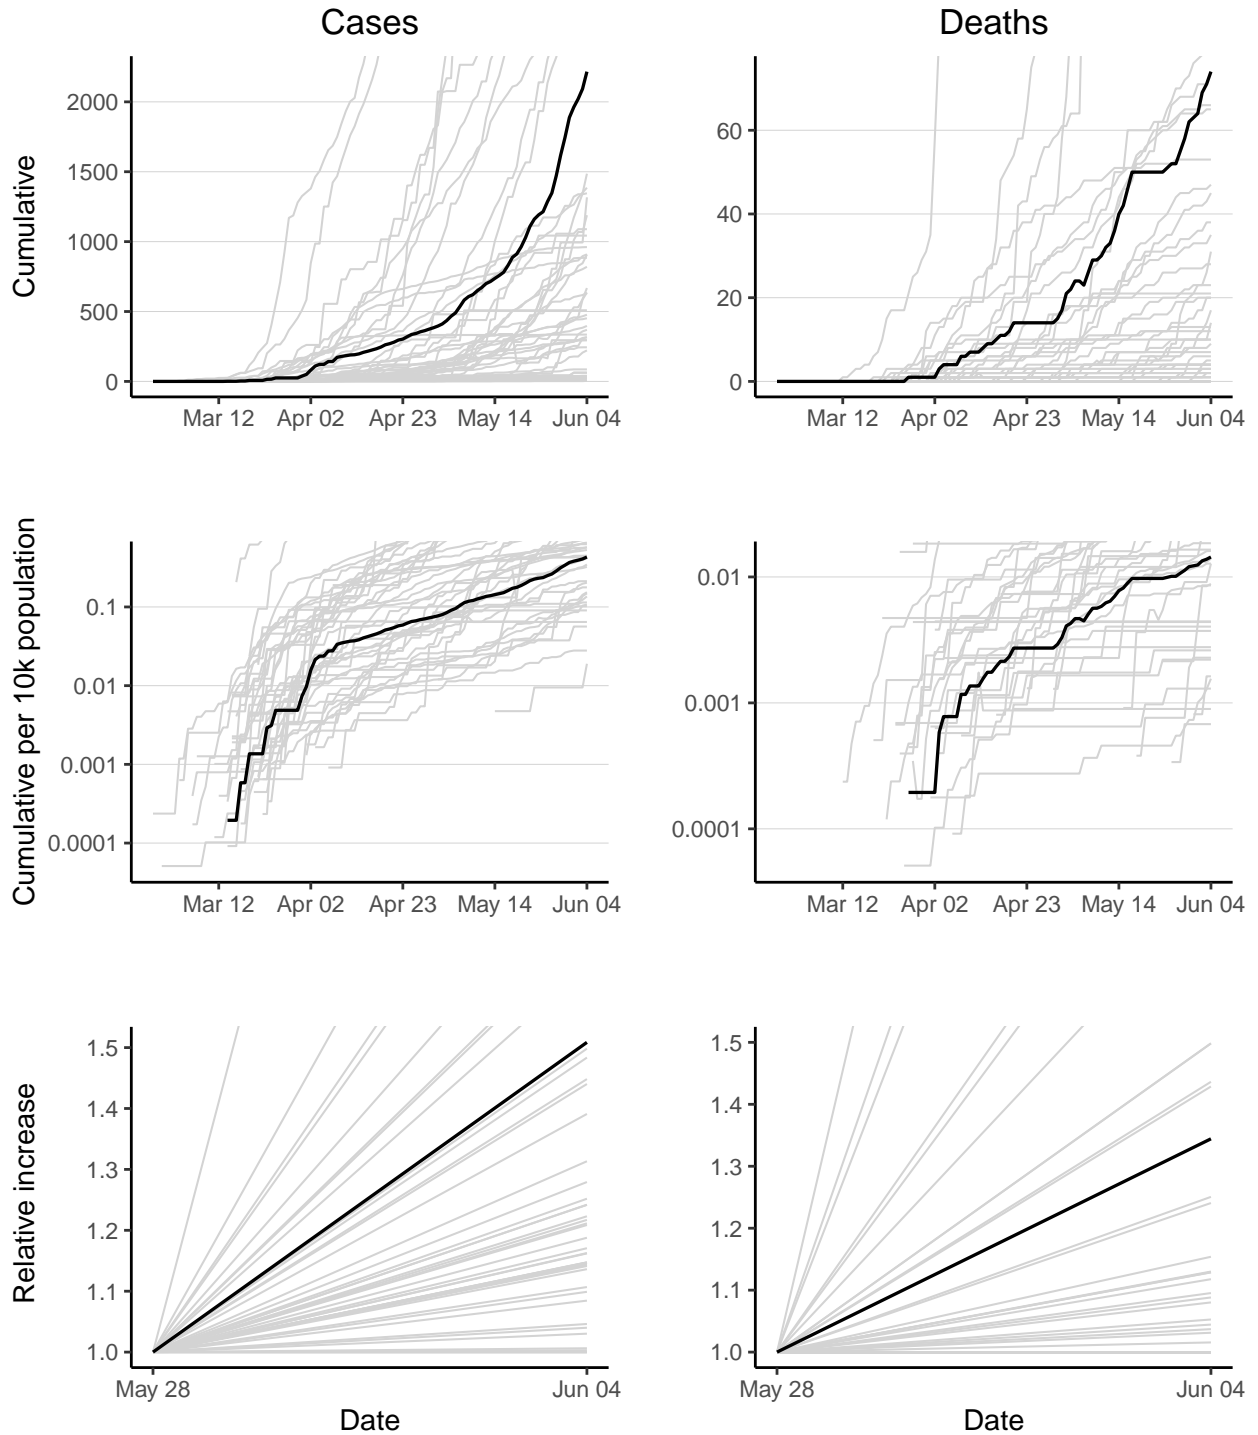 Cases
Deaths
Cumulative
2000
1500
1000
500
0
Mar 12 Apr 02 Apr 23 May 14 Jun 04
60
40
20
0
Mar 12 Apr 02 Apr 23 May 14 Jun 04
Cumulative per 10k population
0.1
0.01
0.001
0.0001
Mar 12 Apr 02 Apr 23 May 14 Jun 04
0.01
0.001
0.0001
Mar 12 Apr 02 Apr 23 May 14 Jun 04
Relative increase
1.5
1.4
1.3
1.2
1.1
1.0
May 28 Jun 04
Date
1.5
1.4
1.3
1.2
1.1
1.0
May 28 Jun 04
Date